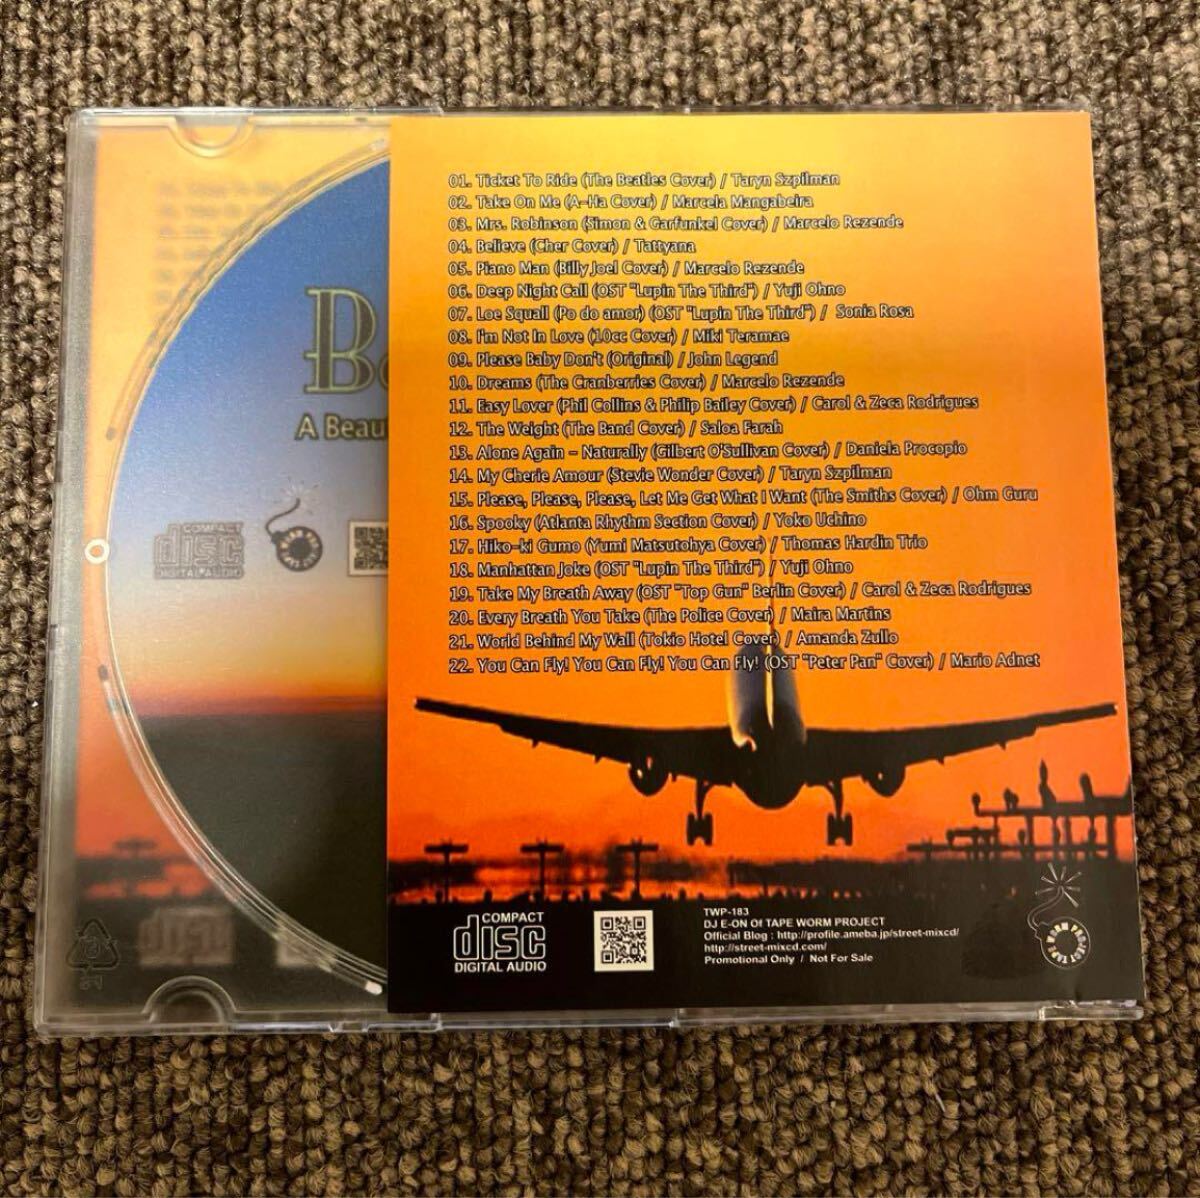 01. Ticket To Ride (The Beatles Cover) / Taryn Szpilman
02. Take On Me (A-Ha Cover) / Marcela Mangabeira
03. Mrs. Robinson (Simon & Garfunkel Cover) / Marcelo Rezende
04. Believe (Cher Cover) / Tattyana
05. Piano Man (Billy Joel Cover) / Marcelo Rezende
06. Deep Night Call (OST "Lupin The Third") / Yuji Ohno
07. Loe Squall (Po do amor) (OST "Lupin The Third") / Sonia Rosa
08. I'm Not In Love (10cc Cover) / Miki Teramae
09. Please Baby Don't (Original) / John Legend
10. Dreams (The Cranberries Cover) / Marcelo Rezende
11. Easy Lover (Phil Collins & Philip Bailey Cover) / Carol & Zeca Rodrigues
12. The Weight (The Band Cover) / Saloa Farah
13. Alone Again - Naturally (Gilbert O'Sullivan Cover) / Daniela Procopio
14. My Cherie Amour (Stevie Wonder Cover) / Taryn Szpilman
15. Please, Please, Please, Let Me Get What I Want (The Smiths Cover) / Ohm Guru
16. Spooky (Atlanta Rhythm Section Cover) / Yoko Uchino
17. Hiko-ki Gumo (Yumi Matsutohya Cover) / Thomas Hardin Trio
18. Manhattan Joke (OST "Lupin The Third") / Yuji Ohno
19. Take My Breath Away (OST "Top Gun" Berlin Cover) / Carol & Zeca Rodrigues
20. Every Breath You Take (The Police Cover) / Maira Martins
21. World Behind My Wall (Tokio Hotel Cover) / Amanda Zullo
22. You Can Fly! You Can Fly! You Can Fly! (OST "Peter Pan" Cover) / Mario Adnet
A Beau
COMPACT
disc
DIGITAL AUDIO
COMPACT
disc
DIGITAL AUDIO
TWP-183
DJ E-ON Of TAPE WORM PROJECT
Official Blog : http://profile.ameba.jp/street-mixcd/
http://street-mixcd.com/
Promotional Only / Not For Sale